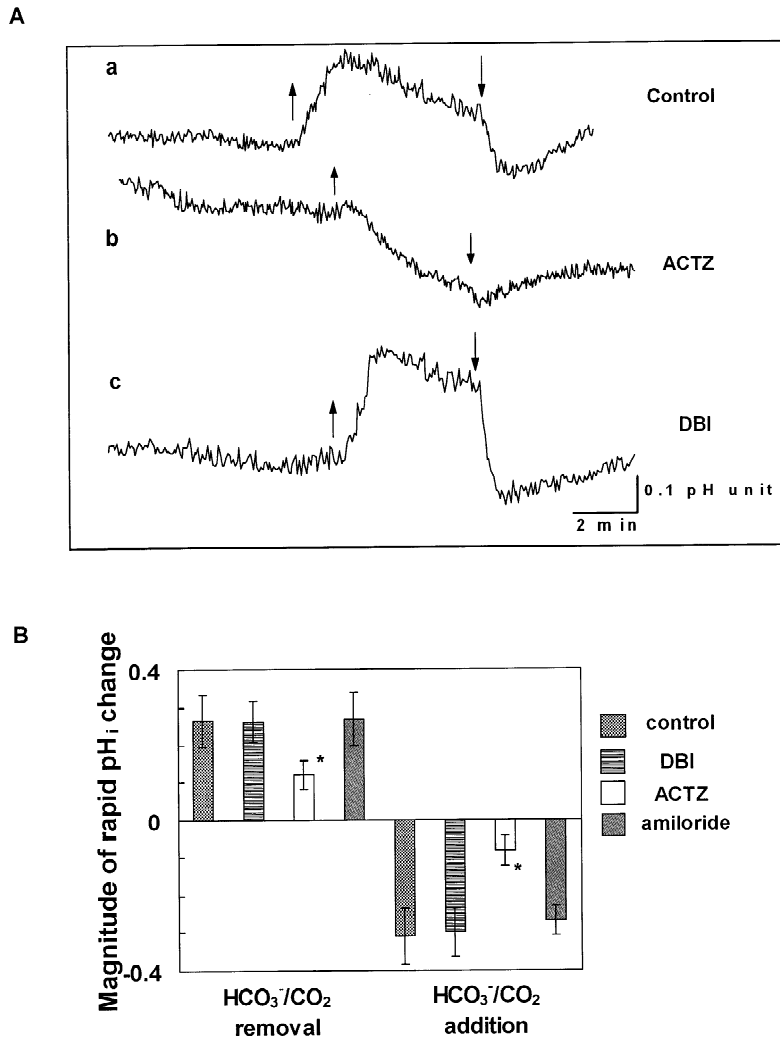 A
a
Control
b
ACTZ
c
DBI
0.1 pH unit
2 min
B
Magnitude of rapid pHi change
0.4
0
-0.4
HCO3-/CO2
removal
HCO3-/CO2
addition
control
DBI
ACTZ
amiloride
*
*